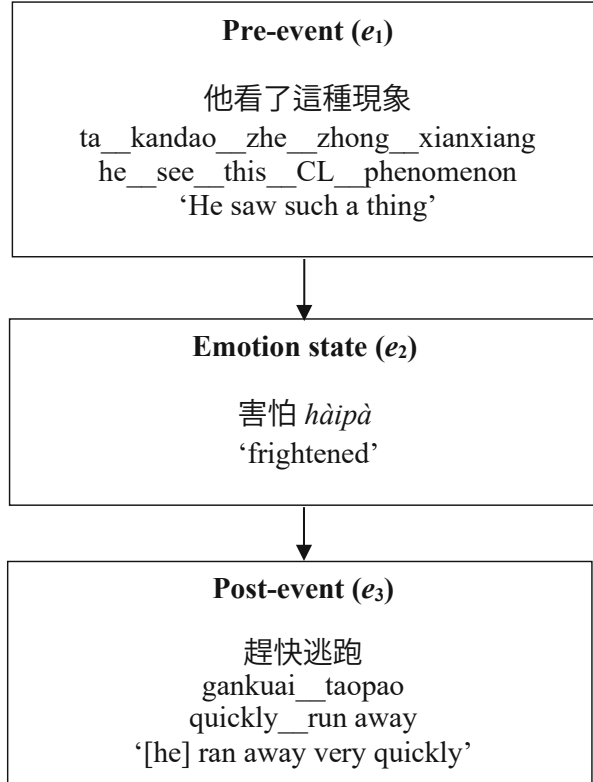 Pre-event (e₁)
他看了這種現象
ta__kandao__zhe__zhong__xianxiang
he__see__this__CL__phenomenon
‘He saw such a thing’
Emotion state (e₂)
害怕 hàipà
‘frightened’
Post-event (e₃)
趕快逃跑
gankuai__taopao
quickly__run away
‘[he] ran away very quickly’